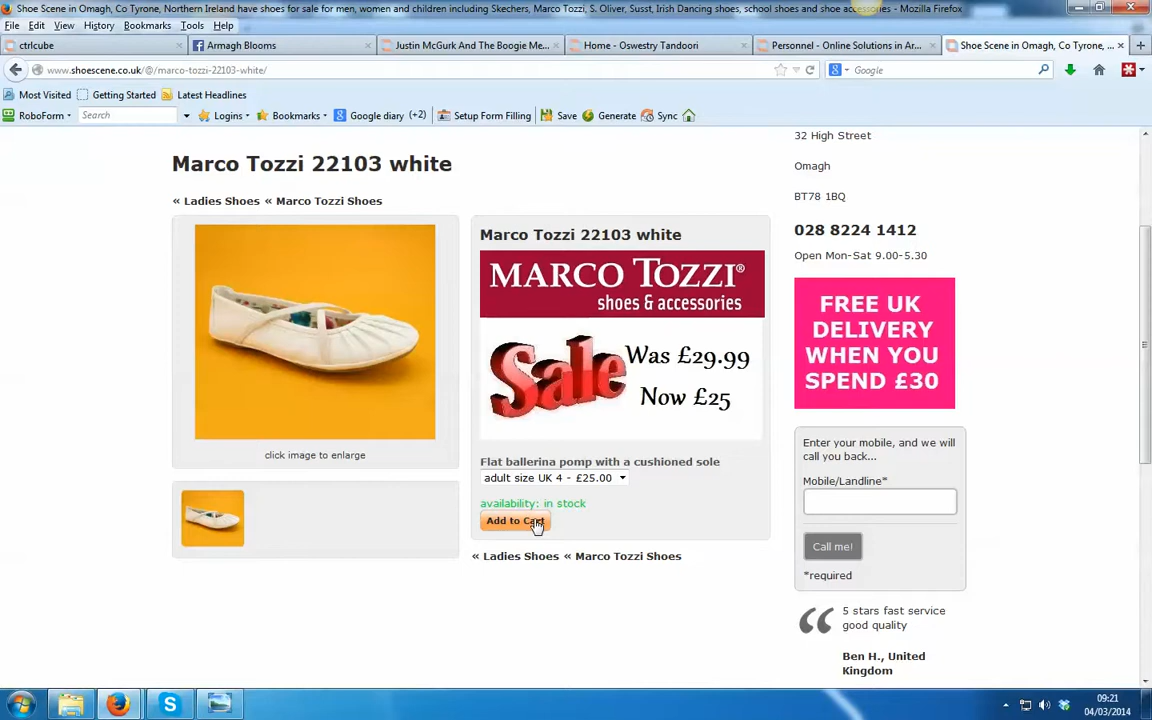 Shoe Scene in Omagh, Co Tyrone, Northern Ireland have shoes for sale for men, women and children including Skechers, Marco Tozzi, S. Oliver, Susst, Irish Dancing shoes, school shoes and shoe accessories - Mozilla Firefox
File Edit View History Bookmarks Tools Help
ctrlcube
Armagh Blooms
Justin McGurk And The Boogie Me...
Home - Oswestry Tandoori
Personnel - Online Solutions in Ar...
Shoe Scene in Omagh, Co Tyrone, ...
www.shoescene.co.uk/@/marco-tozzi-22103-white/
Google
Most Visited Getting Started Latest Headlines
RoboForm Search Logins Bookmarks Google diary (+2) Setup Form Filling Save Generate Sync
32 High Street
Omagh
BT78 1BQ
028 8224 1412
Open Mon-Sat 9.00-5.30
Marco Tozzi 22103 white
« Ladies Shoes « Marco Tozzi Shoes
click image to enlarge
Marco Tozzi 22103 white
MARCO TOZZI®
shoes & accessories
Sale
Was £29.99
Now £25
Flat ballerina pomp with a cushioned sole
adult size UK 4 - £25.00
availability: in stock
Add to Cart
« Ladies Shoes « Marco Tozzi Shoes
FREE UK
DELIVERY
WHEN YOU
SPEND £30
Enter your mobile, and we will
call you back...
Mobile/Landline*
Call me!
*required
5 stars fast service
good quality
Ben H., United
Kingdom
09:21
04/03/2014